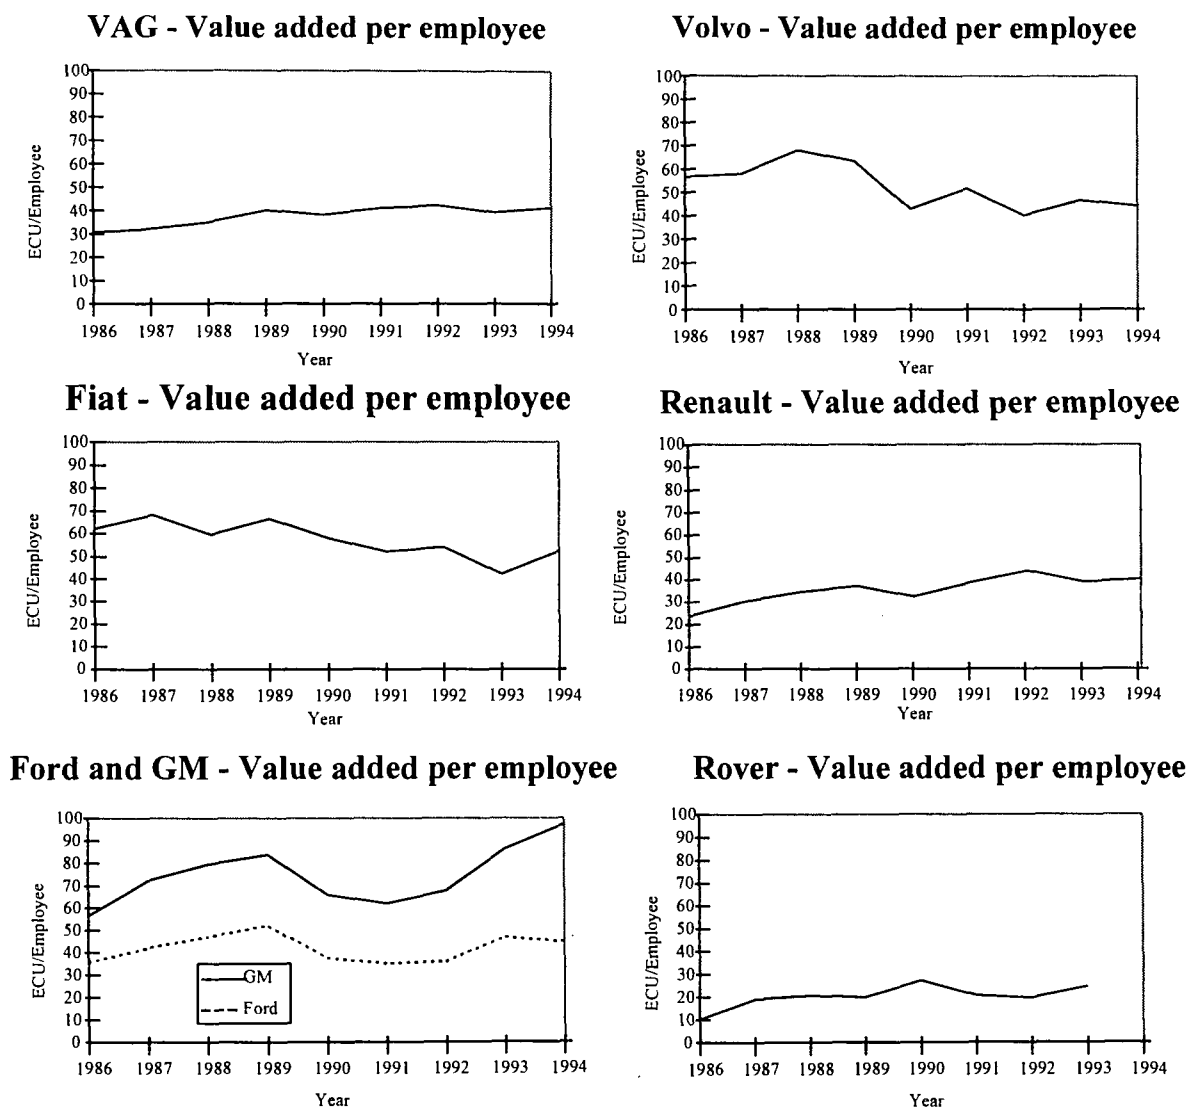 VAG - Value added per employee
100
90
80
70
60
50
40
30
20
10
0
ECU/Employee
1986 1987 1988 1989 1990 1991 1992 1993 1994
Year
Volvo - Value added per employee
100
90
80
70
60
50
40
30
20
10
0
ECU/Employee
1986 1987 1988 1989 1990 1991 1992 1993 1994
Year
Fiat - Value added per employee
100
90
80
70
60
50
40
30
20
10
0
ECU/Employee
1986 1987 1988 1989 1990 1991 1992 1993 1994
Year
Renault - Value added per employee
100
90
80
70
60
50
40
30
20
10
0
ECU/Employee
1986 1987 1988 1989 1990 1991 1992 1993 1994
Year
Ford and GM - Value added per employee
100
90
80
70
60
50
40
30
20
10
0
ECU/Employee
GM
Ford
1986 1987 1988 1989 1990 1991 1992 1993 1994
Year
Rover - Value added per employee
100
90
80
70
60
50
40
30
20
10
0
ECU/Employee
1986 1987 1988 1989 1990 1991 1992 1993 1994
Year